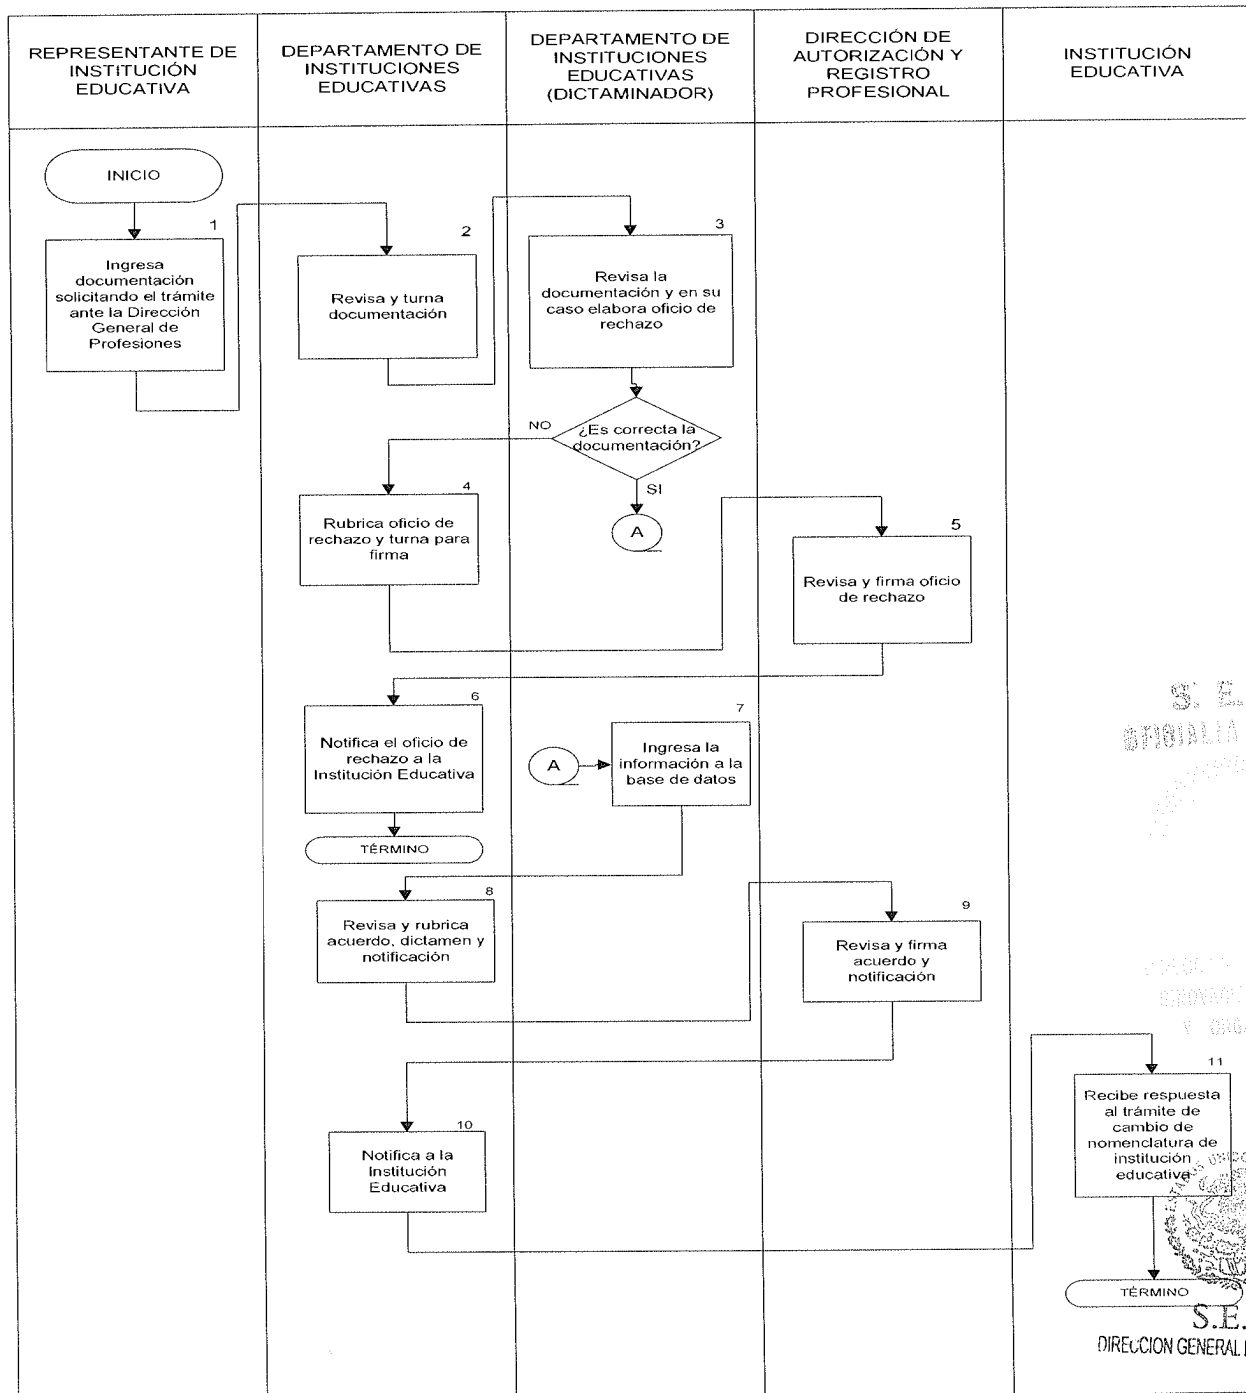 REPRESENTANTE DE
INSTITUCIÓN
EDUCATIVA
DEPARTAMENTO DE
INSTITUCIONES
EDUCATIVAS
DEPARTAMENTO DE
INSTITUCIONES
EDUCATIVAS
(DICTAMINADOR)
DIRECCIÓN DE
AUTORIZACIÓN Y
REGISTRO
PROFESIONAL
INSTITUCIÓN
EDUCATIVA
INICIO
1
Ingresa
documentación
solicitando el trámite
ante la Dirección
General de
Profesiones
2
Revisa y turna
documentación
3
Revisa la
documentación y en su
caso elabora oficio de
rechazo
¿Es correcta la
documentación?
NO
SI
A
4
Rubrica oficio de
rechazo y turna para
firma
5
Revisa y firma oficio
de rechazo
6
Notifica el oficio de
rechazo a la
Institución Educativa
TÉRMINO
A
7
Ingresa la
información a la
base de datos
8
Revisa y rubrica
acuerdo, dictamen y
notificación
9
Revisa y firma
acuerdo y
notificación
10
Notifica a la
Institución
Educativa
11
Recibe respuesta
al trámite de
cambio de
nomenclatura de
institución
educativa
TÉRMINO
S. E.
OFICIALIA
S.E.
DIRECCION GENERAL